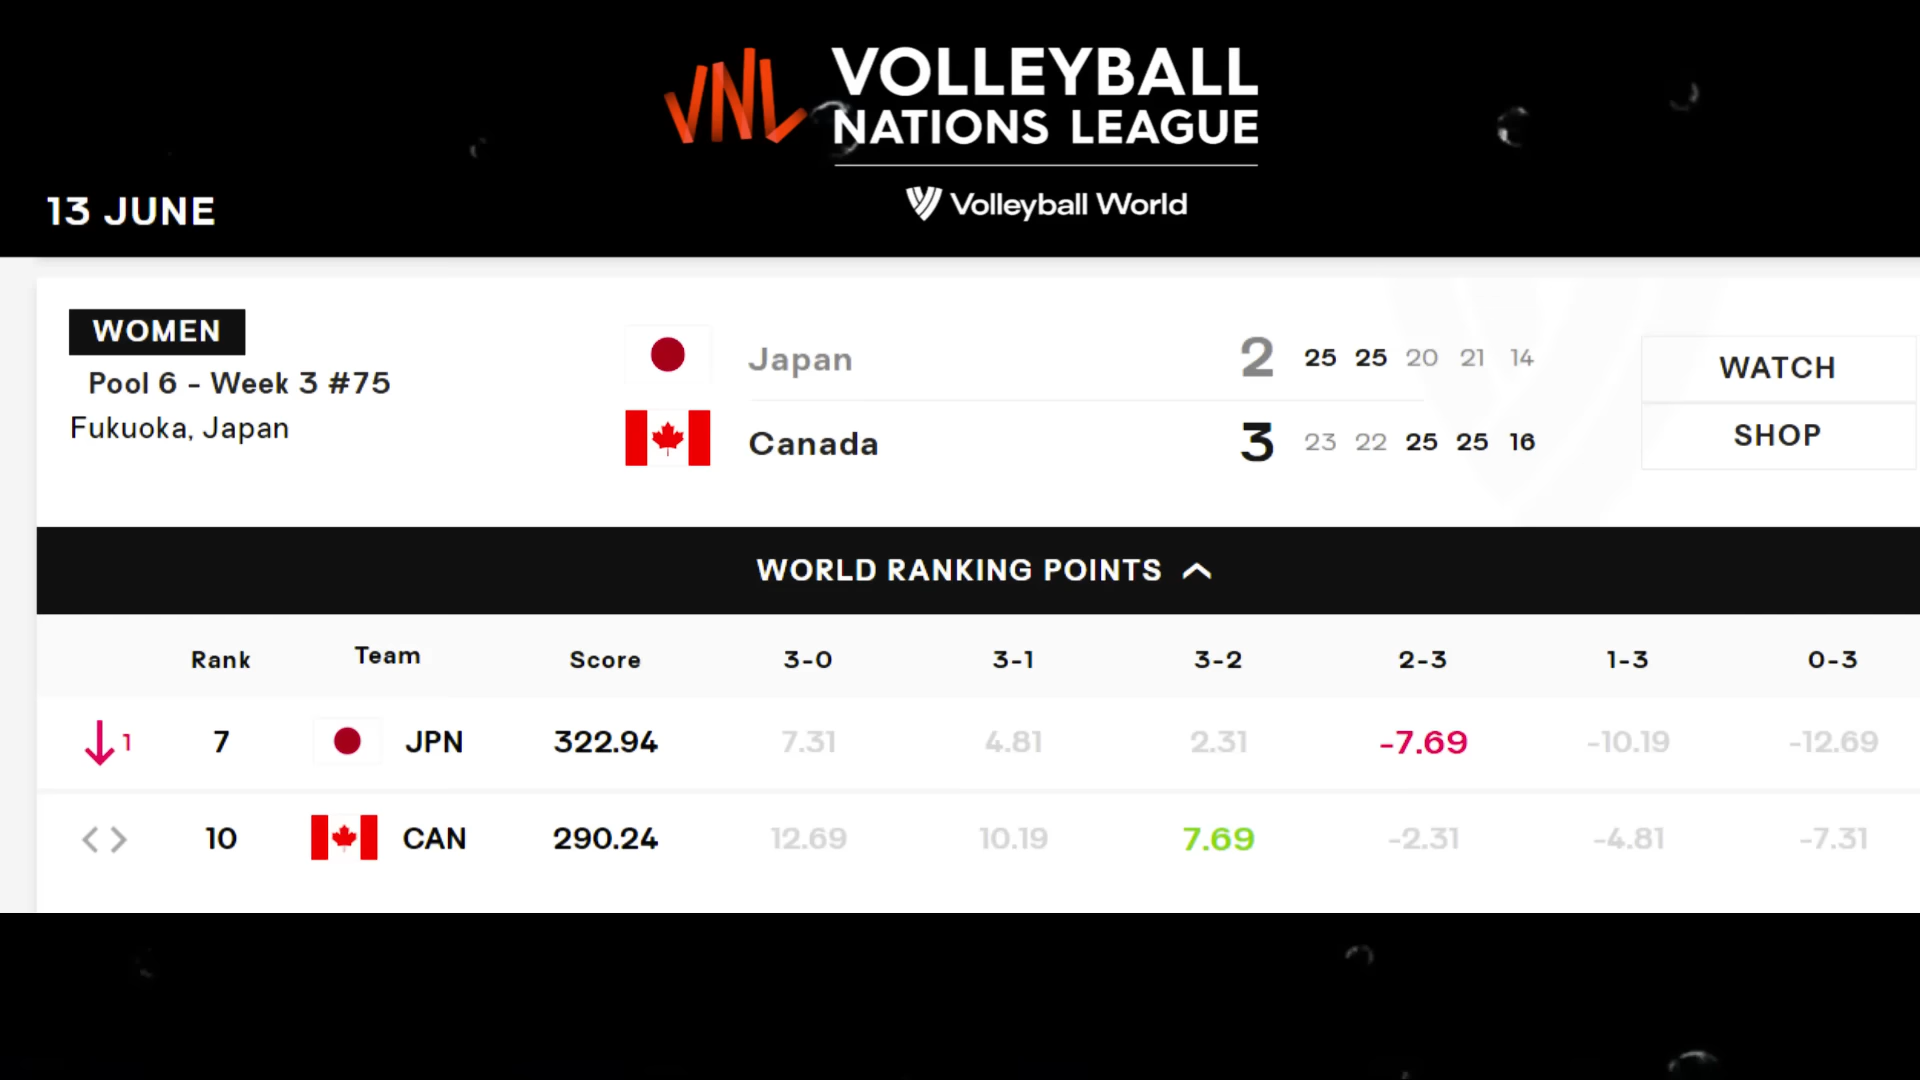 VNL VOLLEYBALL
NATIONS LEAGUE
Volleyball World
13 JUNE
WOMEN
Pool 6 - Week 3 #75
Fukuoka, Japan
Japan 2 25 25 20 21 14
Canada 3 23 22 25 25 16
WATCH
SHOP
WORLD RANKING POINTS
Rank Team Score 3-0 3-1 3-2 2-3 1-3 0-3
1 7 JPN 322.94 7.31 4.81 2.31 -7.69 -10.19 -12.69
10 CAN 290.24 12.69 10.19 7.69 -2.31 -4.81 -7.31